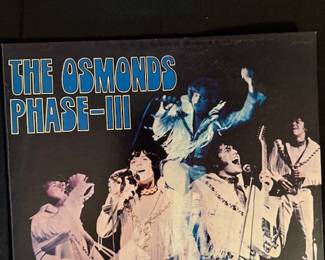 THE OSMONDS
PHASE-III